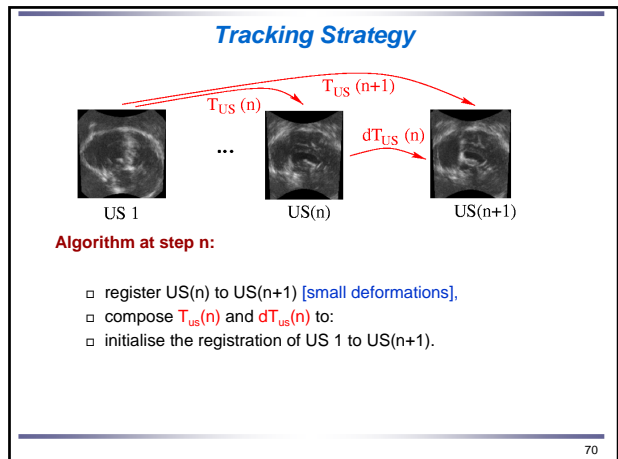 Tracking Strategy
T_US (n+1)
T_US (n)
dT_US (n)
...
US 1 US(n) US(n+1)
Algorithm at step n:
▫ register US(n) to US(n+1) [small deformations],
▫ compose T_us(n) and dT_us(n) to:
▫ initialise the registration of US 1 to US(n+1).
70